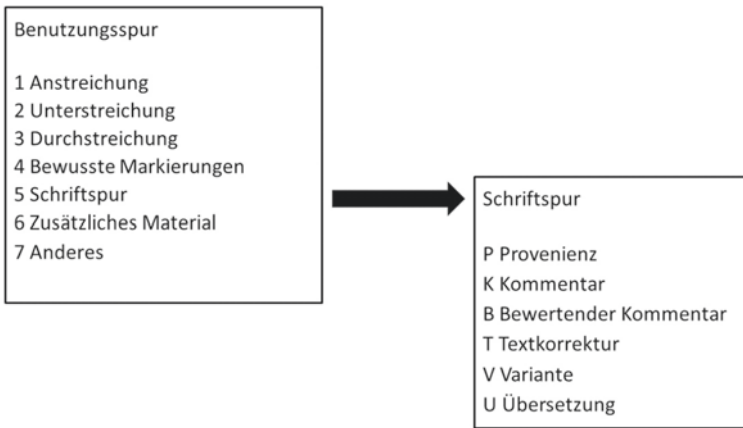 Benutzungsspur
1 Anstreichung
2 Unterstreichung
3 Durchstreichung
4 Bewusste Markierungen
5 Schriftspur
6 Zusätzliches Material
7 Anderes
Schriftspur
P Provenienz
K Kommentar
B Bewertender Kommentar
T Textkorrektur
V Variante
U Übersetzung